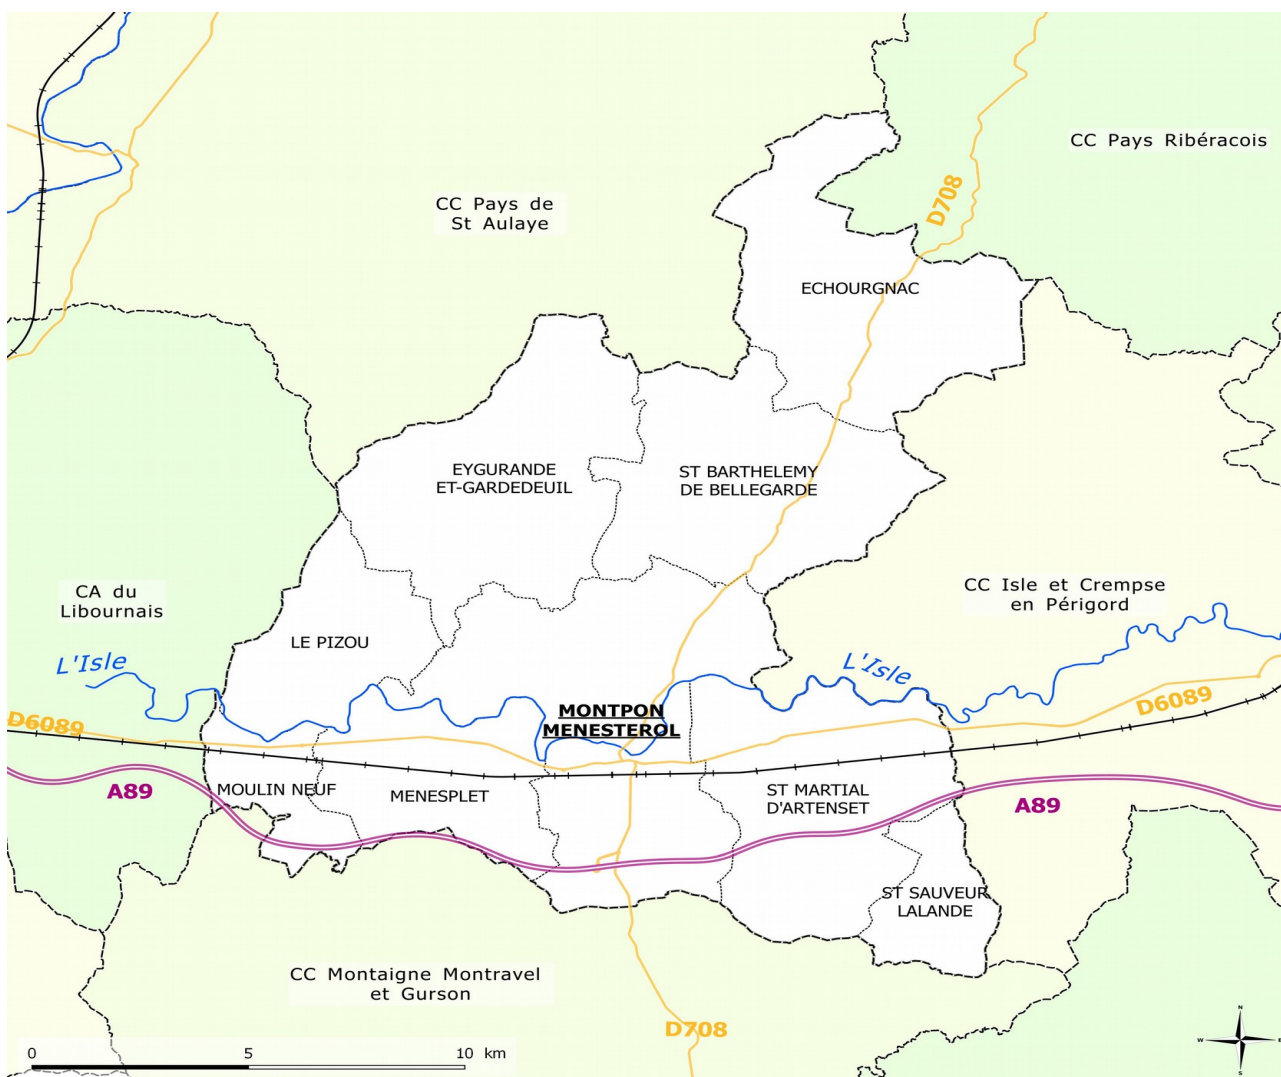 CC Pays Ribéracois
D708
CC Pays de
St Aulaye
ECHOURGNAC
EYGURANDE
ET-GARDEDEUIL
ST BARTHELEMY
DE BELLEGARDE
CA du
Libournais
CC Isle et Crempse
en Périgord
LE PIZOU
L'Isle
L'Isle
D6089
MONTPON
MENESTEROL
D6089
A89
MOULIN NEUF
MENESPLET
ST MARTIAL
D'ARTENSET
A89
ST SAUVEUR
LALANDE
CC Montaigne Montravel
et Gurson
D708
0 5 10 km
N
W E
S